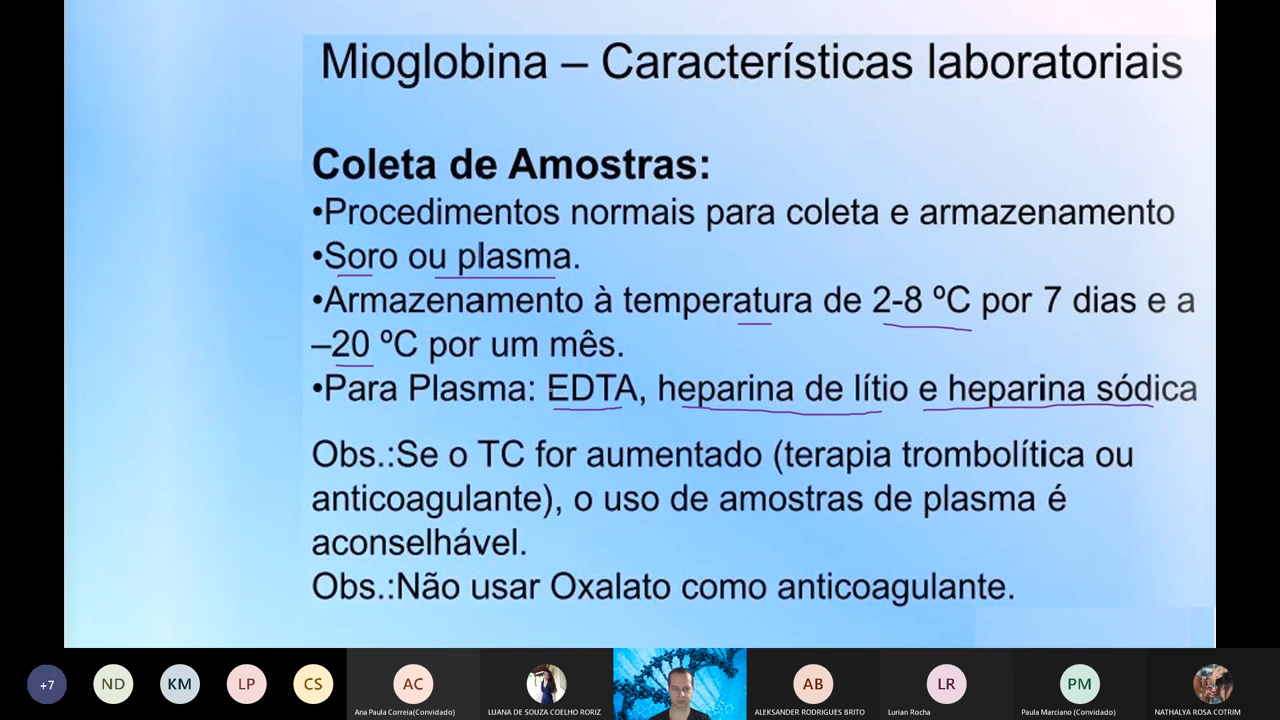 Mioglobina – Características laboratoriais
Coleta de Amostras:
•Procedimentos normais para coleta e armazenamento
•Soro ou plasma.
•Armazenamento à temperatura de 2-8 ºC por 7 dias e a
–20 ºC por um mês.
•Para Plasma: EDTA, heparina de lítio e heparina sódica
Obs.:Se o TC for aumentado (terapia trombolítica ou
anticoagulante), o uso de amostras de plasma é
aconselhável.
Obs.:Não usar Oxalato como anticoagulante.
+7 ND KM LP CS AC AB LR PM
Ana Paula Correia(Convidado) LUANA DE SOUZA COELHO RORIZ ALEKSANDER RODRIGUES BRITO Lurian Rocha Paula Marciano (Convidado) NATHALYA ROSA COTRIM